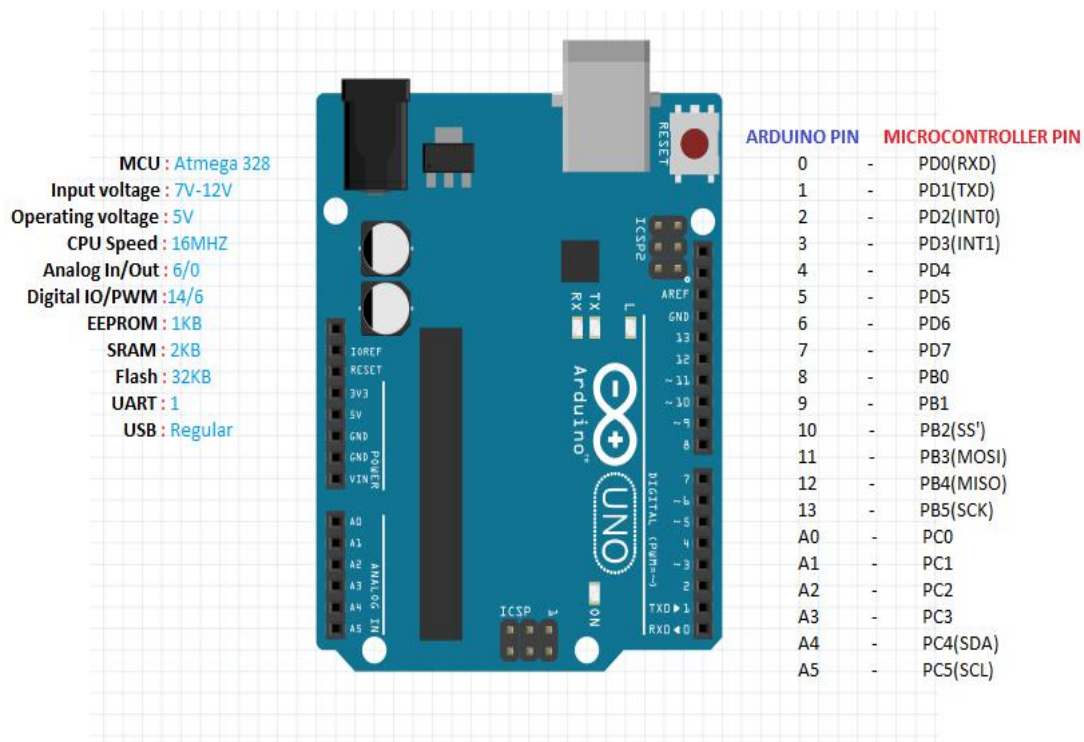 MCU : Atmega 328
Input voltage : 7V-12V
Operating voltage : 5V
CPU Speed : 16MHZ
Analog In/Out : 6/0
Digital IO/PWM :14/6
EEPROM : 1KB
SRAM : 2KB
Flash : 32KB
UART : 1
USB : Regular
RESET
ICSP2
AREF
GND
13
12
~11
~10
~9
8
7
~6
~5
4
~3
2
TXD▶1
RXD◀0
DIGITAL (PWM=~)
RX
TX
L
Arduino™
UNO
ON
ICSP
1
IOREF
RESET
3V3
5V
GND
GND
VIN
POWER
A0
A1
A2
A3
A4
A5
ANALOG IN
ARDUINO PIN MICROCONTROLLER PIN
0 - PD0(RXD)
1 - PD1(TXD)
2 - PD2(INT0)
3 - PD3(INT1)
4 - PD4
5 - PD5
6 - PD6
7 - PD7
8 - PB0
9 - PB1
10 - PB2(SS')
11 - PB3(MOSI)
12 - PB4(MISO)
13 - PB5(SCK)
A0 - PC0
A1 - PC1
A2 - PC2
A3 - PC3
A4 - PC4(SDA)
A5 - PC5(SCL)